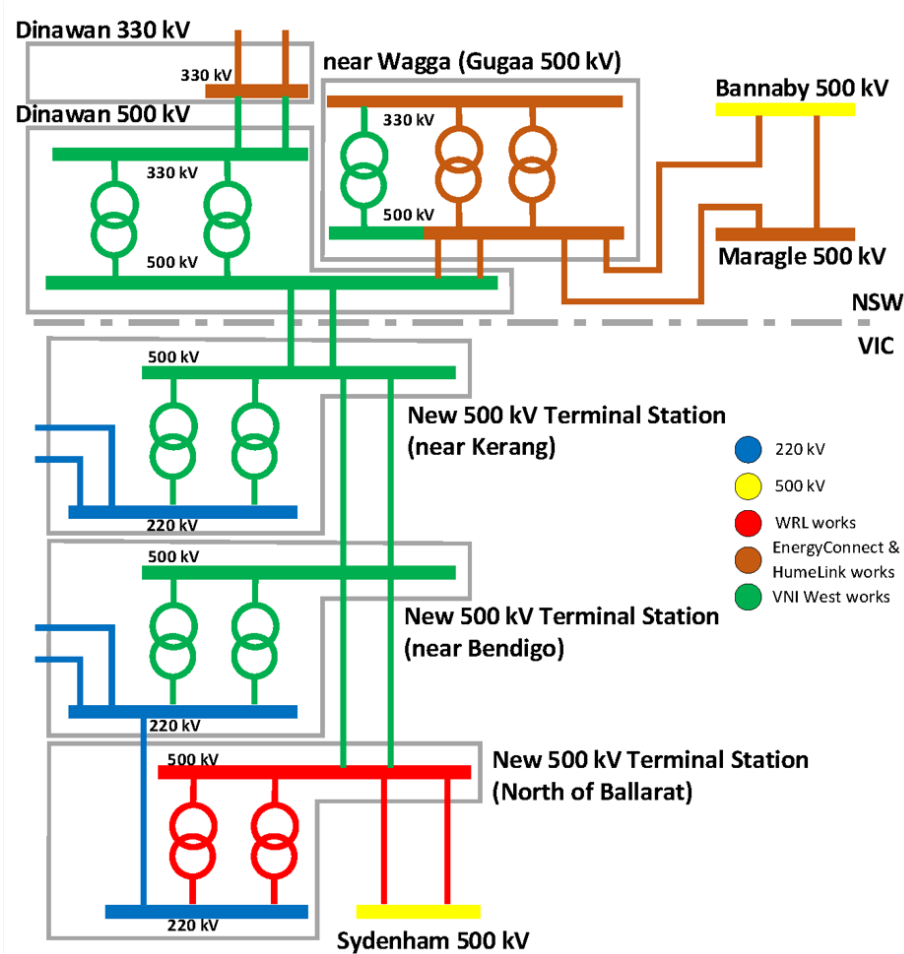 Dinawan 330 kV
330 kV
near Wagga (Gugaa 500 kV)
Bannaby 500 kV
Dinawan 500 kV
330 kV
330 kV
500 kV
500 kV
Maragle 500 kV
NSW
VIC
500 kV
New 500 kV Terminal Station
(near Kerang)
220 kV
220 kV
500 kV
WRL works
EnergyConnect &
HumeLink works
VNI West works
500 kV
New 500 kV Terminal Station
(near Bendigo)
220 kV
500 kV
New 500 kV Terminal Station
(North of Ballarat)
220 kV
Sydenham 500 kV